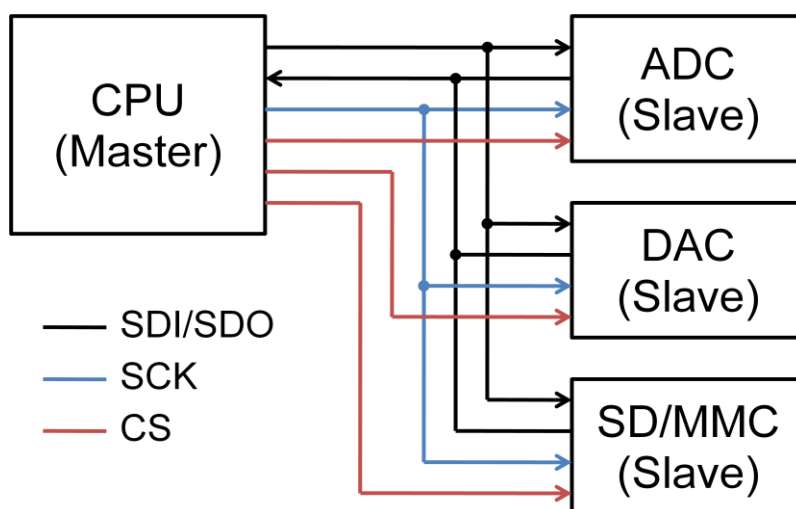 CPU
(Master)
ADC
(Slave)
DAC
(Slave)
SD/MMC
(Slave)
SDI/SDO
SCK
CS